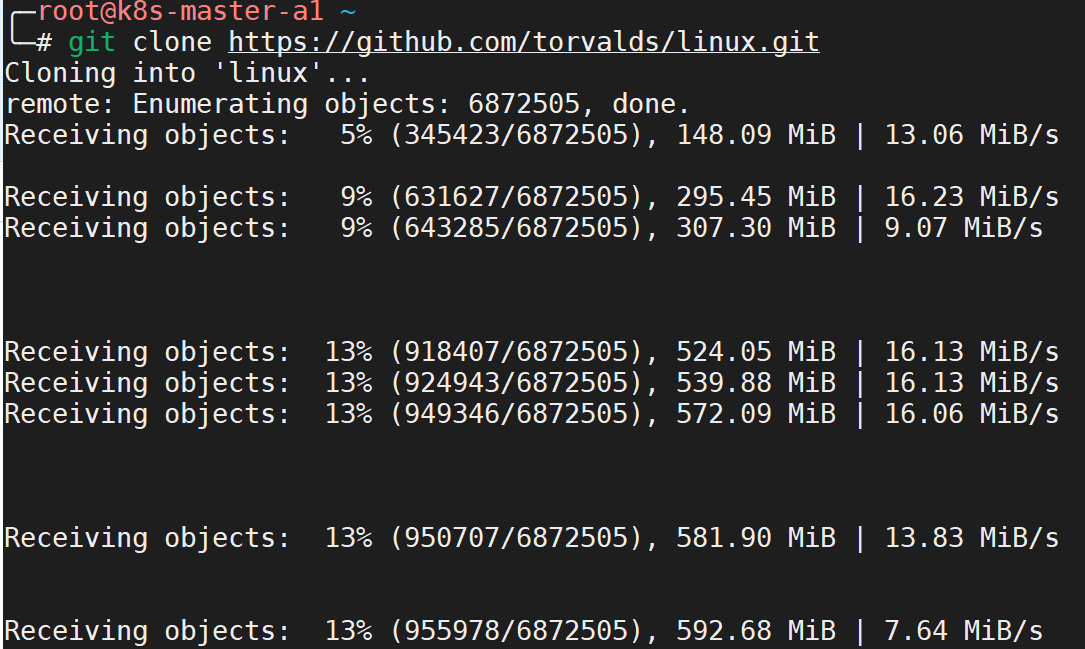 ╭─root@k8s-master-a1 ~
╰─# git clone https://github.com/torvalds/linux.git
Cloning into 'linux'...
remote: Enumerating objects: 6872505, done.
Receiving objects:   5% (345423/6872505), 148.09 MiB | 13.06 MiB/s
Receiving objects:   9% (631627/6872505), 295.45 MiB | 16.23 MiB/s
Receiving objects:   9% (643285/6872505), 307.30 MiB | 9.07 MiB/s
Receiving objects:  13% (918407/6872505), 524.05 MiB | 16.13 MiB/s
Receiving objects:  13% (924943/6872505), 539.88 MiB | 16.13 MiB/s
Receiving objects:  13% (949346/6872505), 572.09 MiB | 16.06 MiB/s
Receiving objects:  13% (950707/6872505), 581.90 MiB | 13.83 MiB/s
Receiving objects:  13% (955978/6872505), 592.68 MiB | 7.64 MiB/s